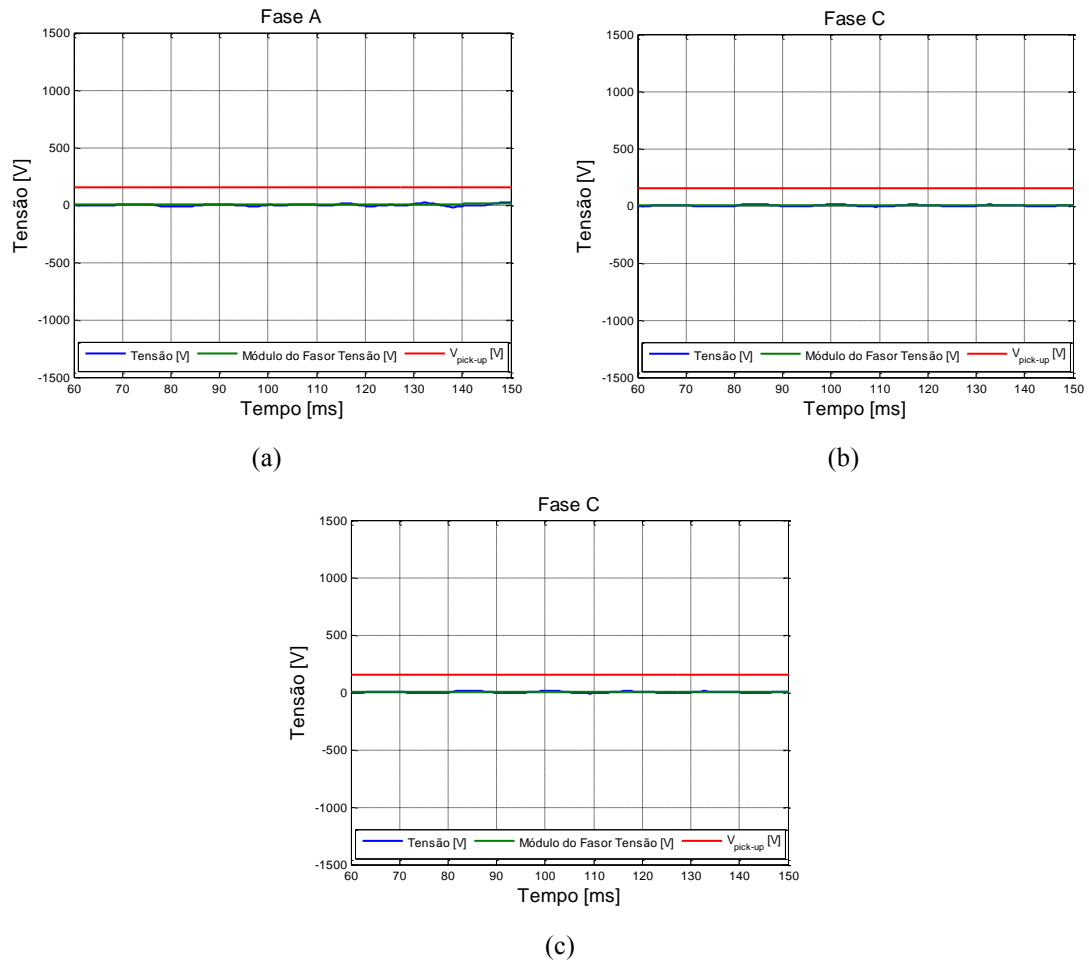 Fase A
1500
1000
500
0
-500
-1000
-1500
Tensão [V]
Tensão [V] Módulo do Fasor Tensão [V] Vpick-up [V]
60 70 80 90 100 110 120 130 140 150
Tempo [ms]
(a)
Fase C
1500
1000
500
0
-500
-1000
-1500
Tensão [V]
Tensão [V] Módulo do Fasor Tensão [V] Vpick-up [V]
60 70 80 90 100 110 120 130 140 150
Tempo [ms]
(b)
Fase C
1500
1000
500
0
-500
-1000
-1500
Tensão [V]
Tensão [V] Módulo do Fasor Tensão [V] Vpick-up [V]
60 70 80 90 100 110 120 130 140 150
Tempo [ms]
(c)